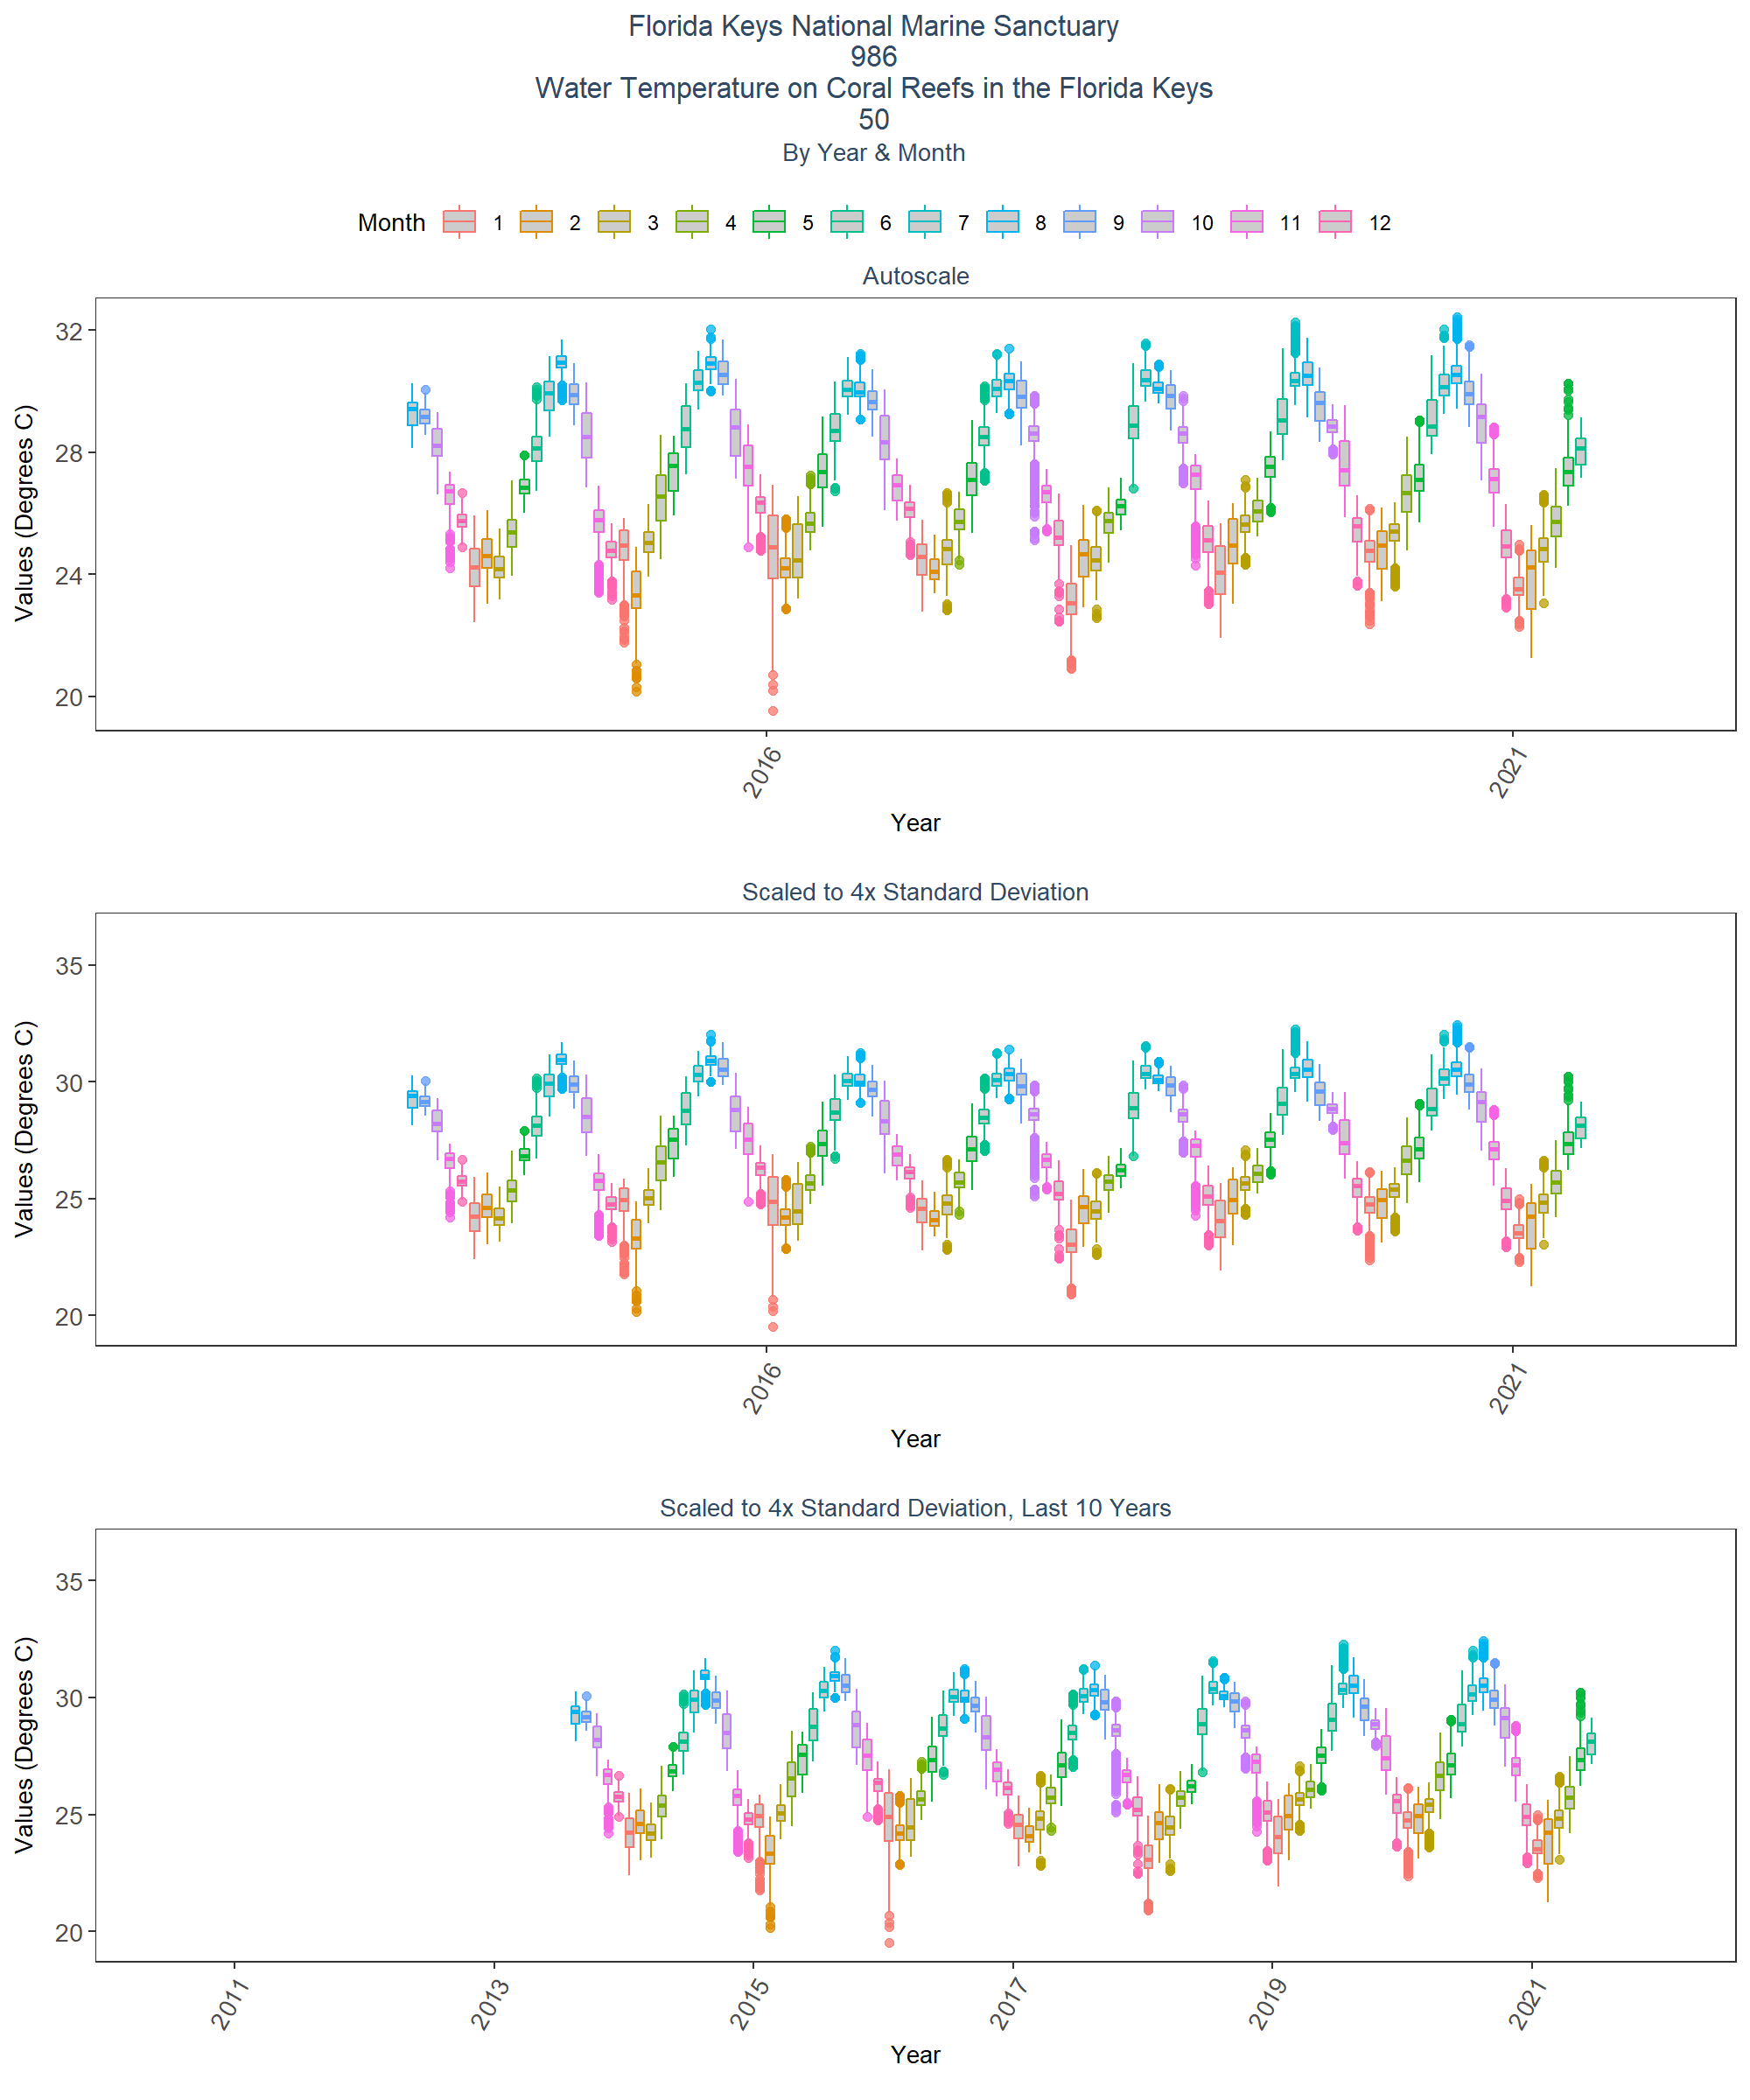 Florida Keys National Marine Sanctuary
986
Water Temperature on Coral Reefs in the Florida Keys
50
By Year & Month
Month 1 2 3 4 5 6 7 8 9 10 11 12
Autoscale
Values (Degrees C)
32
28
24
20
2016 2021
Year
Scaled to 4x Standard Deviation
Values (Degrees C)
35
30
25
20
2016 2021
Year
Scaled to 4x Standard Deviation, Last 10 Years
Values (Degrees C)
35
30
25
20
2011 2013 2015 2017 2019 2021
Year